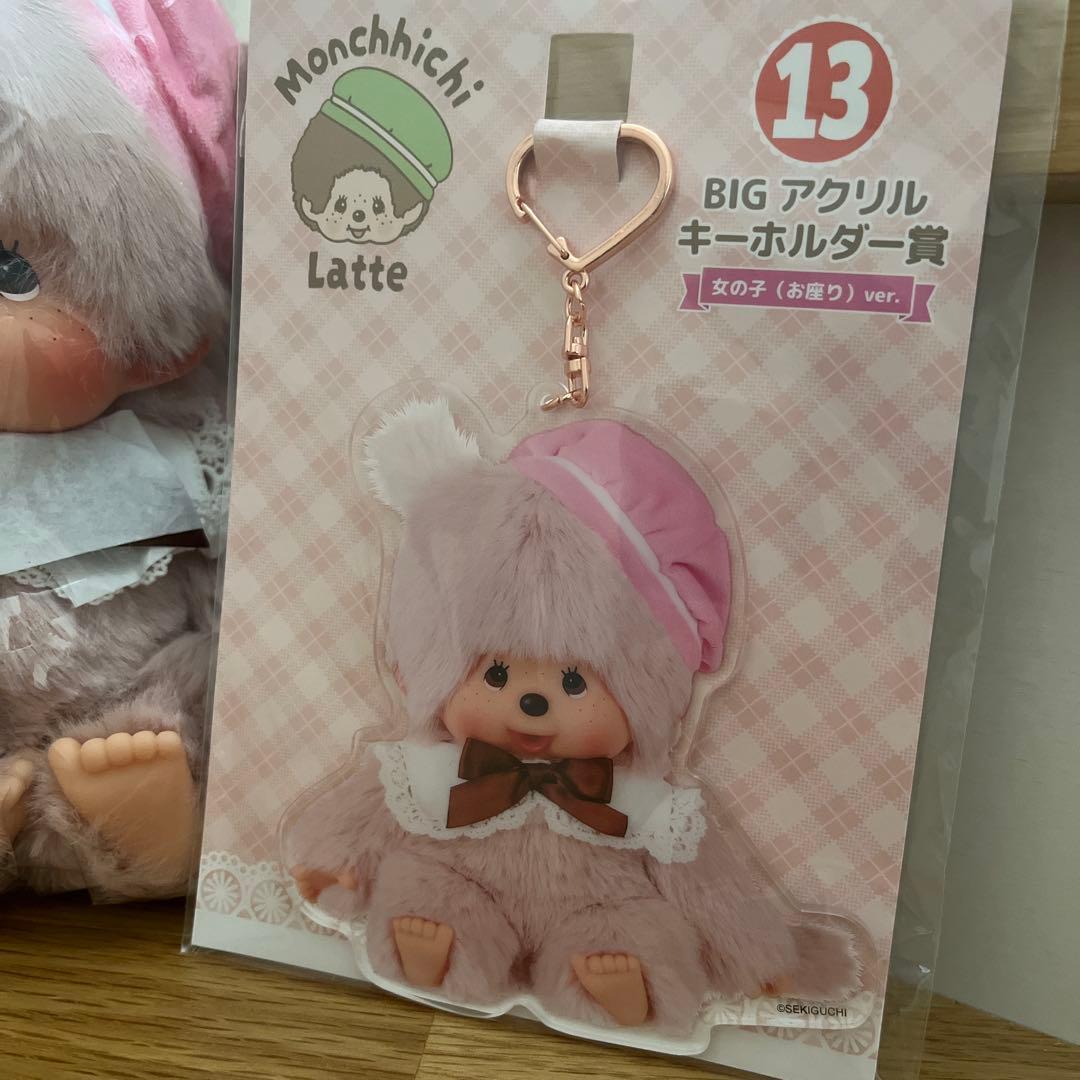 Monchhichi
Latte
13
BIG アクリル
キーホルダー賞
女の子（お座り）ver.
©SEKIGUCHI